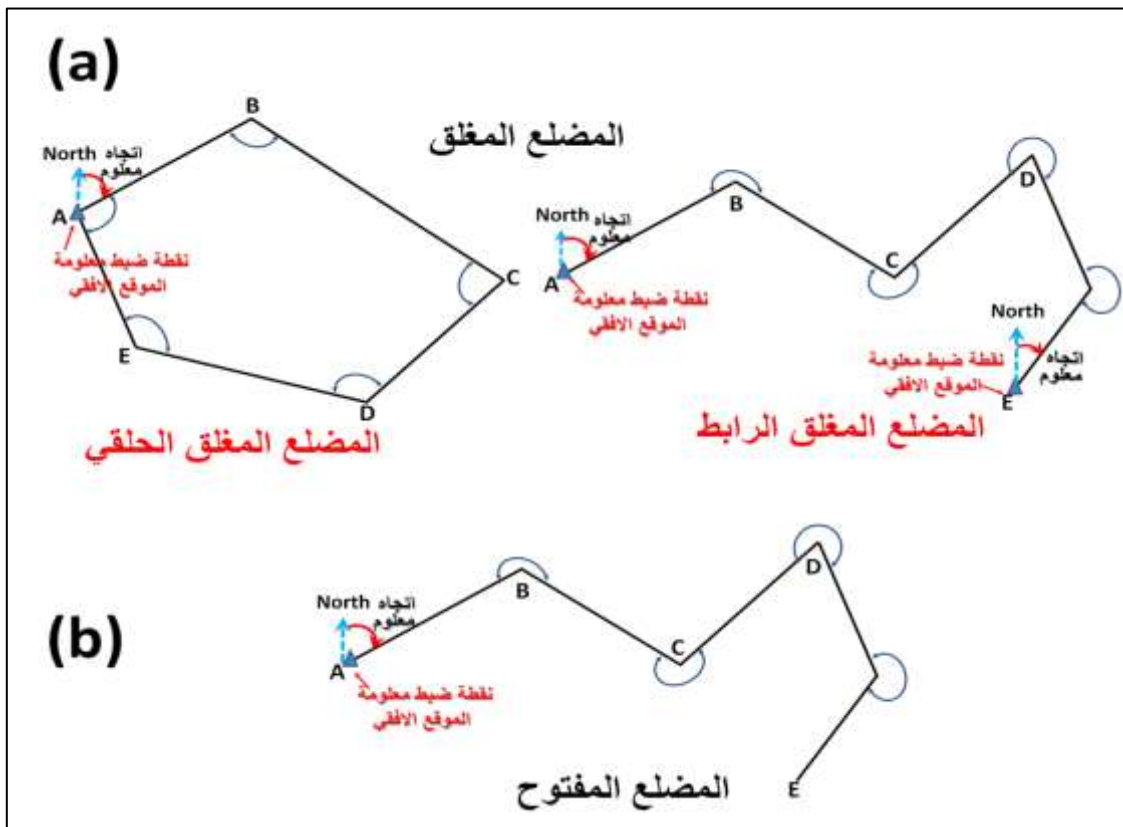 (a)
المضلع المغلق
B
North اتجاه
معلوم
A
نقطة ضبط معلومة
الموقع الافقي
C
E
D
المضلع المغلق الحلقي
D
B
North اتجاه
معلوم
A
نقطة ضبط معلومة
الموقع الافقي
C
North
اتجاه
معلوم
نقطة ضبط معلومة
الموقع الافقي
E
المضلع المغلق الرابط
(b)
D
B
North اتجاه
معلوم
A
نقطة ضبط معلومة
الموقع الافقي
C
E
المضلع المفتوح